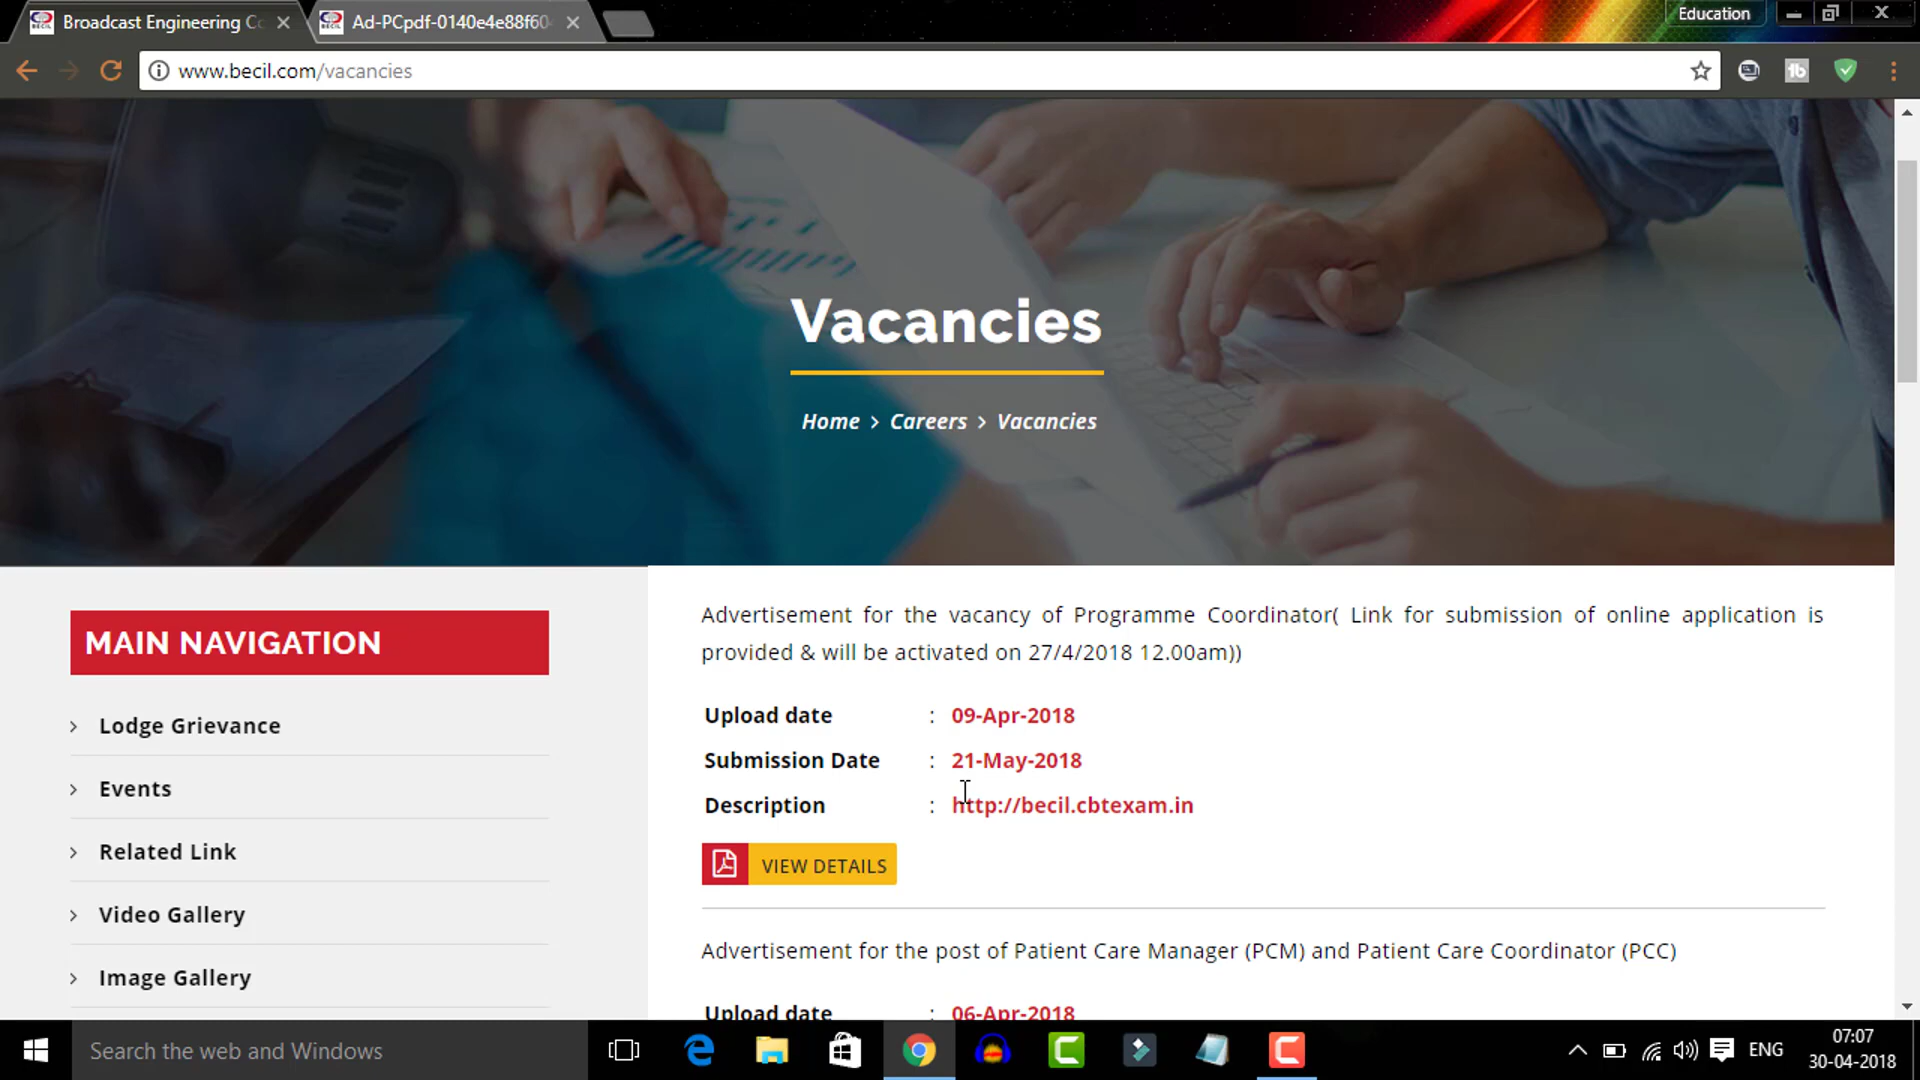 Broadcast Engineering Co
Ad-PCpdf-0140e4e88f60
Education
www.becil.com/vacancies
Vacancies
Home > Careers > Vacancies
MAIN NAVIGATION
Lodge Grievance
Events
Related Link
Video Gallery
Image Gallery
Advertisement for the vacancy of Programme Coordinator( Link for submission of online application is
provided & will be activated on 27/4/2018 12.00am))
Upload date : 09-Apr-2018
Submission Date : 21-May-2018
Description : http://becil.cbtexam.in
VIEW DETAILS
Advertisement for the post of Patient Care Manager (PCM) and Patient Care Coordinator (PCC)
Upload date : 06-Apr-2018
Search the web and Windows
ENG
07:07
30-04-2018